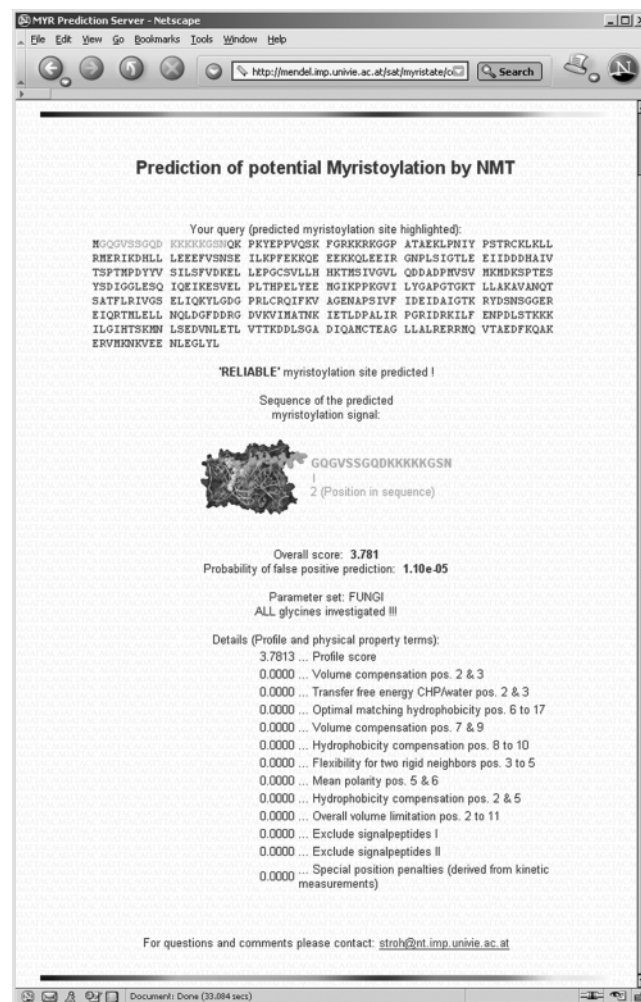 MYR Prediction Server - Netscape
File Edit View Go Bookmarks Tools Window Help
http://mendel.imp.univie.ac.at/sat/myristate/c Search
Prediction of potential Myristoylation by NMT
Your query (predicted myristoylation site highlighted):
MGQGVSSGQD KKKKKGSNQK PKYEPPVQSK FGRKKRKGGP ATAEKLPNIY PSTRCKLKLL
RMERIKDHLL LEEEFVSNSE ILKPFEKKQE EEKKQLEEIR GNPLSIGTLE EIIDDDHAIV
TSPTMPDYYV SILSFVDKEL LEPGCSVLLH HKTMSIVGVL QDDADPMVSV MKMDKSPTES
YSDIGGLESQ IQEIKESVEL PLTHPELYEE MGIKPPKGVI LYGAPGTGKT LLAKAVANQT
SATFLRIVGS ELIQKYLGDG PRLCRQIFKV AGENAPSIVF IDEIDAIGTK RYDSNSGGER
EIQRTMLELL NQLDGFDDRG DVKVIMATNK IETLDPALIR PGRIDRKILF ENPDLSTKKK
ILGIHTSKMN LSEDVNLETL VTTKDDLSGA DIQAMCTEAG LLALRERRMQ VTAEDFKQAK
ERVMKNKVEE NLEGLYL
'RELIABLE' myristoylation site predicted !
Sequence of the predicted
myristoylation signal:
GQGVSSGQDKKKKKGSN
|
2 (Position in sequence)
Overall score: 3.781
Probability of false positive prediction: 1.10e-05
Parameter set: FUNGI
ALL glycines investigated !!!
Details (Profile and physical property terms):
3.7813 ... Profile score
0.0000 ... Volume compensation pos. 2 & 3
0.0000 ... Transfer free energy CHP/water pos. 2 & 3
0.0000 ... Optimal matching hydrophobicity pos. 6 to 17
0.0000 ... Volume compensation pos. 7 & 9
0.0000 ... Hydrophobicity compensation pos. 8 to 10
0.0000 ... Flexibility for two rigid neighbors pos. 3 to 5
0.0000 ... Mean polarity pos. 5 & 6
0.0000 ... Hydrophobicity compensation pos. 2 & 5
0.0000 ... Overall volume limitation pos. 2 to 11
0.0000 ... Exclude signalpeptides I
0.0000 ... Exclude signalpeptides II
0.0000 ... Special position penalties (derived from kinetic
measurements)
For questions and comments please contact: stroh@nt.imp.univie.ac.at
Document: Done (33.084 secs)